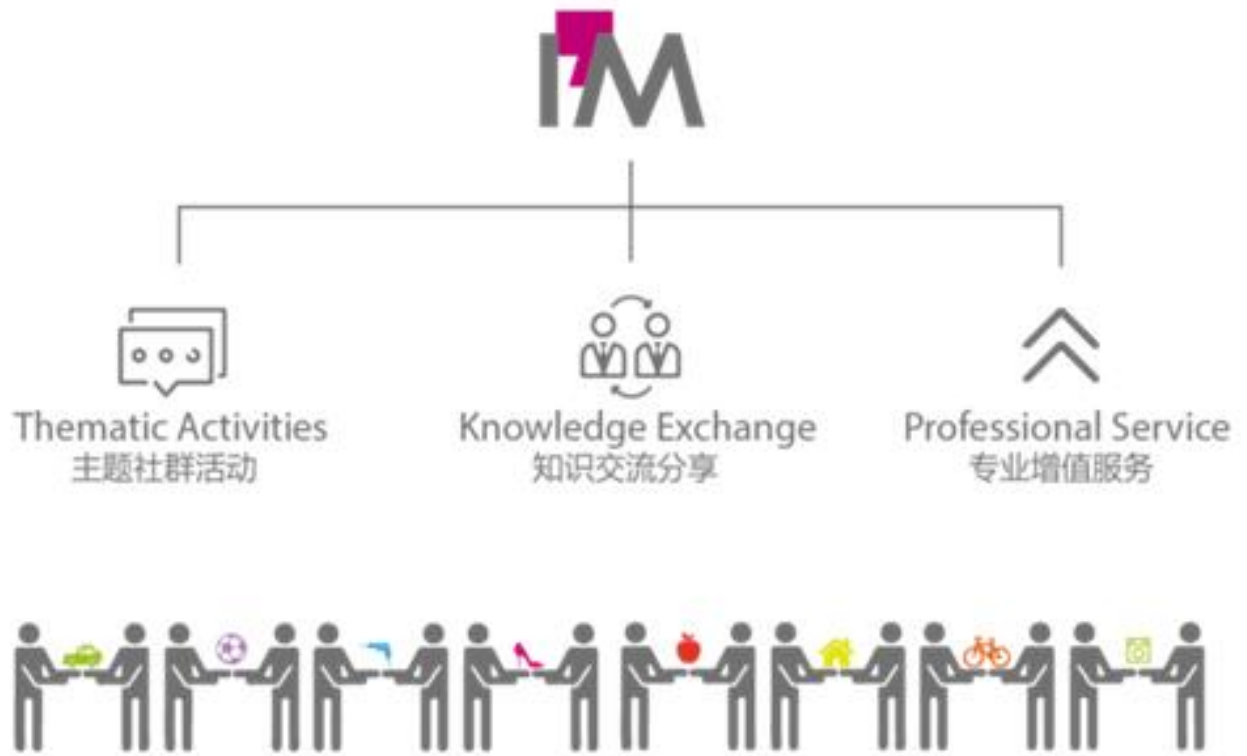 I'M
Thematic Activities
主题社群活动
Knowledge Exchange
知识交流分享
Professional Service
专业增值服务